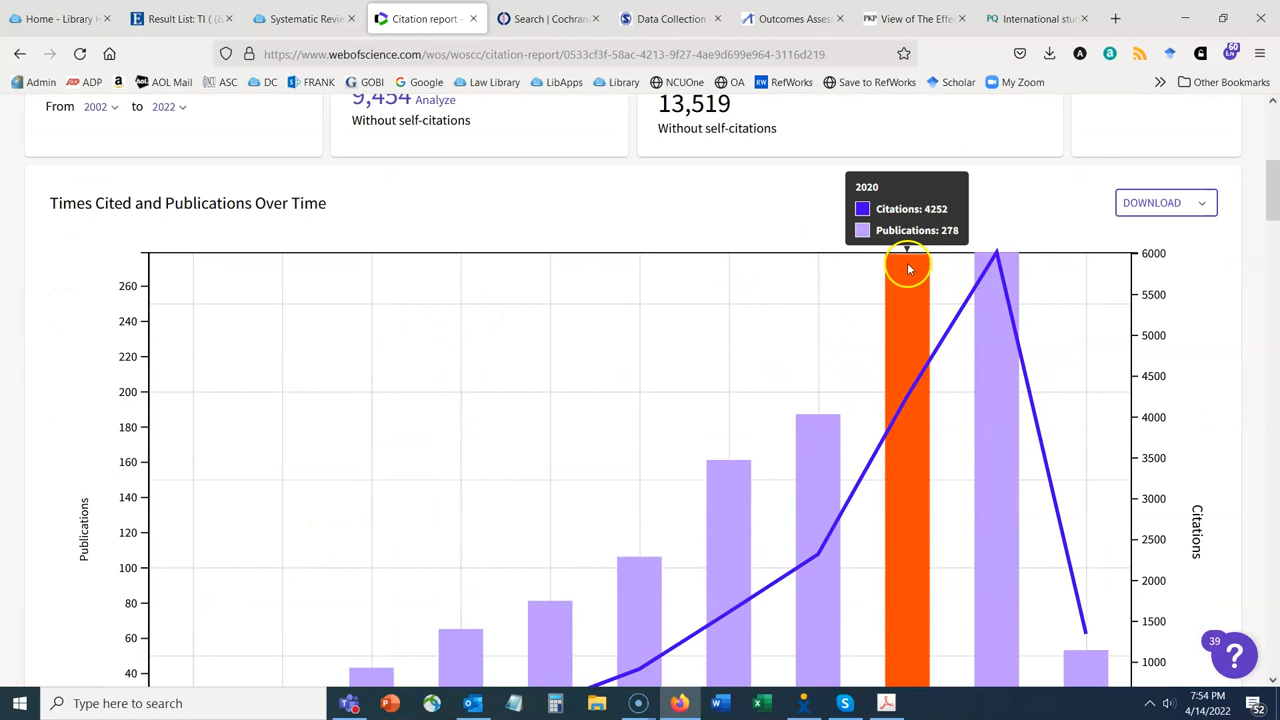 Home - Library H
Result List: TI ( (&
Systematic Review
Citation report -
Search | Cochran
Data Collection
Outcomes Assess
View of The Effe
International stu
https://www.webofscience.com/wos/woscc/citation-report/0533cf3f-58ac-4213-9f27-4ae9d699e964-3116d219
60
Admin ADP AOL Mail ASC DC FRANK GOBI Google Law Library LibApps Library NCUOne OA RefWorks Save to RefWorks Scholar My Zoom Other Bookmarks
From 2002 to 2022
9,454 Analyze
Without self-citations
13,519
Without self-citations
Times Cited and Publications Over Time
DOWNLOAD
2020
Citations: 4252
Publications: 278
260
240
220
200
180
160
140
120
100
80
60
40
Publications
6000
5500
5000
4500
4000
3500
3000
2500
2000
1500
1000
Citations
39
?
Type here to search
7:54 PM
4/14/2022
52